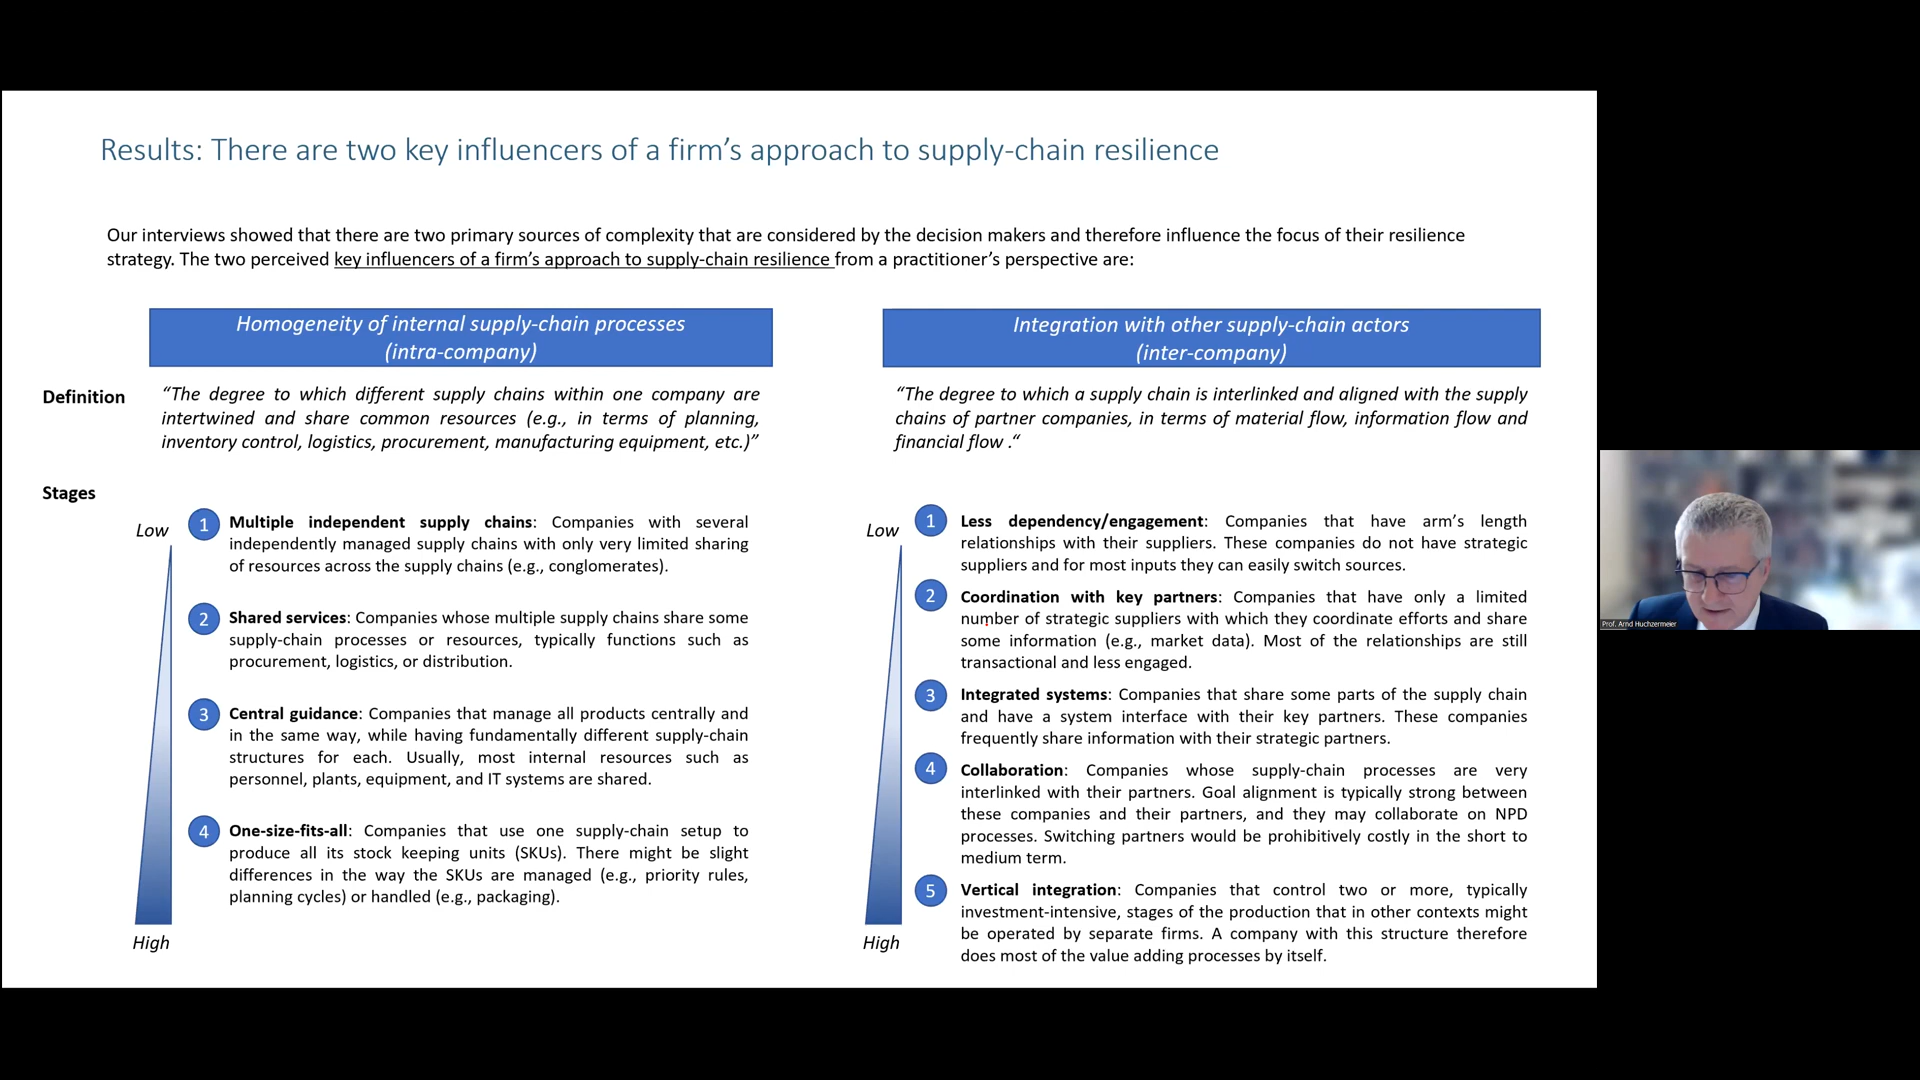 Results: There are two key influencers of a firm's approach to supply-chain resilience
Our interviews showed that there are two primary sources of complexity that are considered by the decision makers and therefore influence the focus of their resilience
strategy. The two perceived key influencers of a firm's approach to supply-chain resilience from a practitioner's perspective are:
Homogeneity of internal supply-chain processes
(intra-company)
Definition
“The degree to which different supply chains within one company are
intertwined and share common resources (e.g., in terms of planning,
inventory control, logistics, procurement, manufacturing equipment, etc.)”
Stages
Low
1 Multiple independent supply chains: Companies with several
independently managed supply chains with only very limited sharing
of resources across the supply chains (e.g., conglomerates).
2 Shared services: Companies whose multiple supply chains share some
supply-chain processes or resources, typically functions such as
procurement, logistics, or distribution.
3 Central guidance: Companies that manage all products centrally and
in the same way, while having fundamentally different supply-chain
structures for each. Usually, most internal resources such as
personnel, plants, equipment, and IT systems are shared.
4 One-size-fits-all: Companies that use one supply-chain setup to
produce all its stock keeping units (SKUs). There might be slight
differences in the way the SKUs are managed (e.g., priority rules,
planning cycles) or handled (e.g., packaging).
High
Integration with other supply-chain actors
(inter-company)
“The degree to which a supply chain is interlinked and aligned with the supply
chains of partner companies, in terms of material flow, information flow and
financial flow .“
Low
1 Less dependency/engagement: Companies that have arm's length
relationships with their suppliers. These companies do not have strategic
suppliers and for most inputs they can easily switch sources.
2 Coordination with key partners: Companies that have only a limited
number of strategic suppliers with which they coordinate efforts and share
some information (e.g., market data). Most of the relationships are still
transactional and less engaged.
3 Integrated systems: Companies that share some parts of the supply chain
and have a system interface with their key partners. These companies
frequently share information with their strategic partners.
4 Collaboration: Companies whose supply-chain processes are very
interlinked with their partners. Goal alignment is typically strong between
these companies and their partners, and they may collaborate on NPD
processes. Switching partners would be prohibitively costly in the short to
medium term.
5 Vertical integration: Companies that control two or more, typically
investment-intensive, stages of the production that in other contexts might
be operated by separate firms. A company with this structure therefore
does most of the value adding processes by itself.
High
Prof. Arnd Huchzermeier